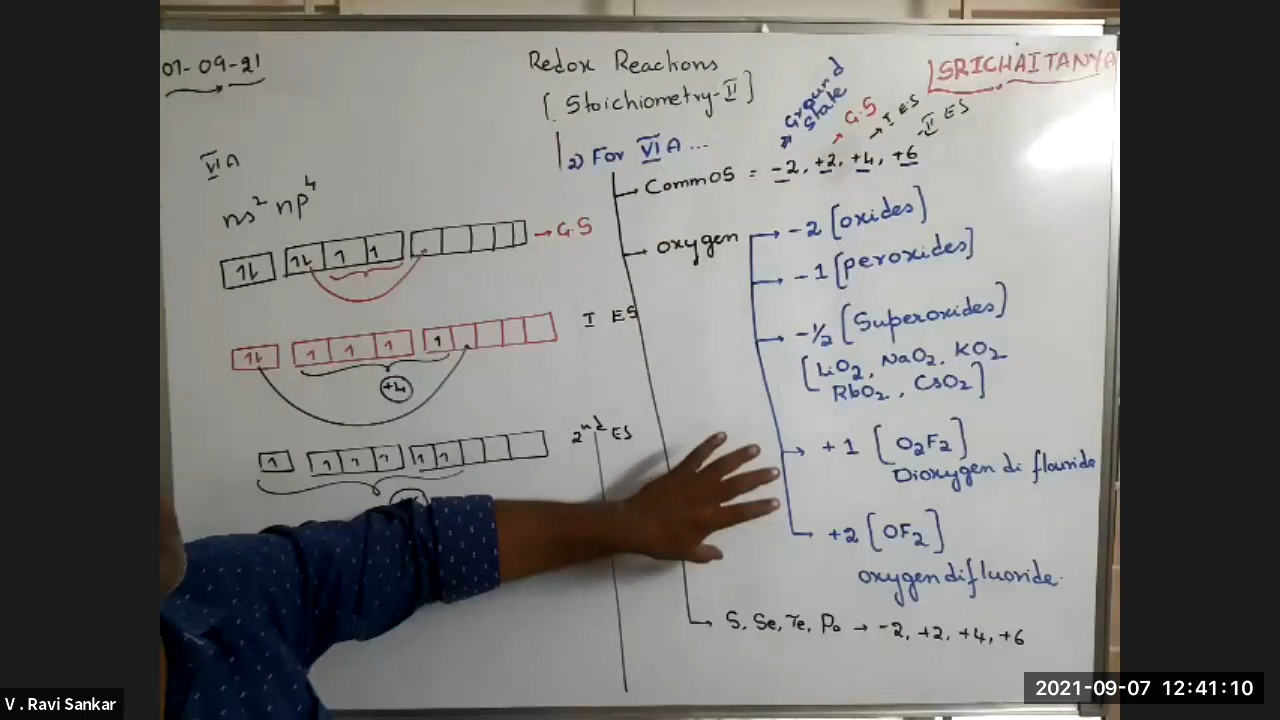 07-09-21
Redox Reactions
[Stoichiometry-II]
SRICHAITANYA
VI A
ns² np⁴
→ G.S
I ES
+4
2nd ES
2) For VI A ...
Ground state
G.S
→ I ES
II ES
Comm OS = -2, +2, +4, +6
oxygen
→ -2 [oxides]
→ -1 [peroxides]
→ -½ [Superoxides]
[LiO₂, NaO₂, KO₂
RbO₂, CsO₂]
→ +1 [O₂F₂]
Dioxygen di flouride
+2 [OF₂]
oxygendifluoride
→ S, Se, Te, Po → -2, +2, +4, +6
V . Ravi Sankar
2021-09-07 12:41:10